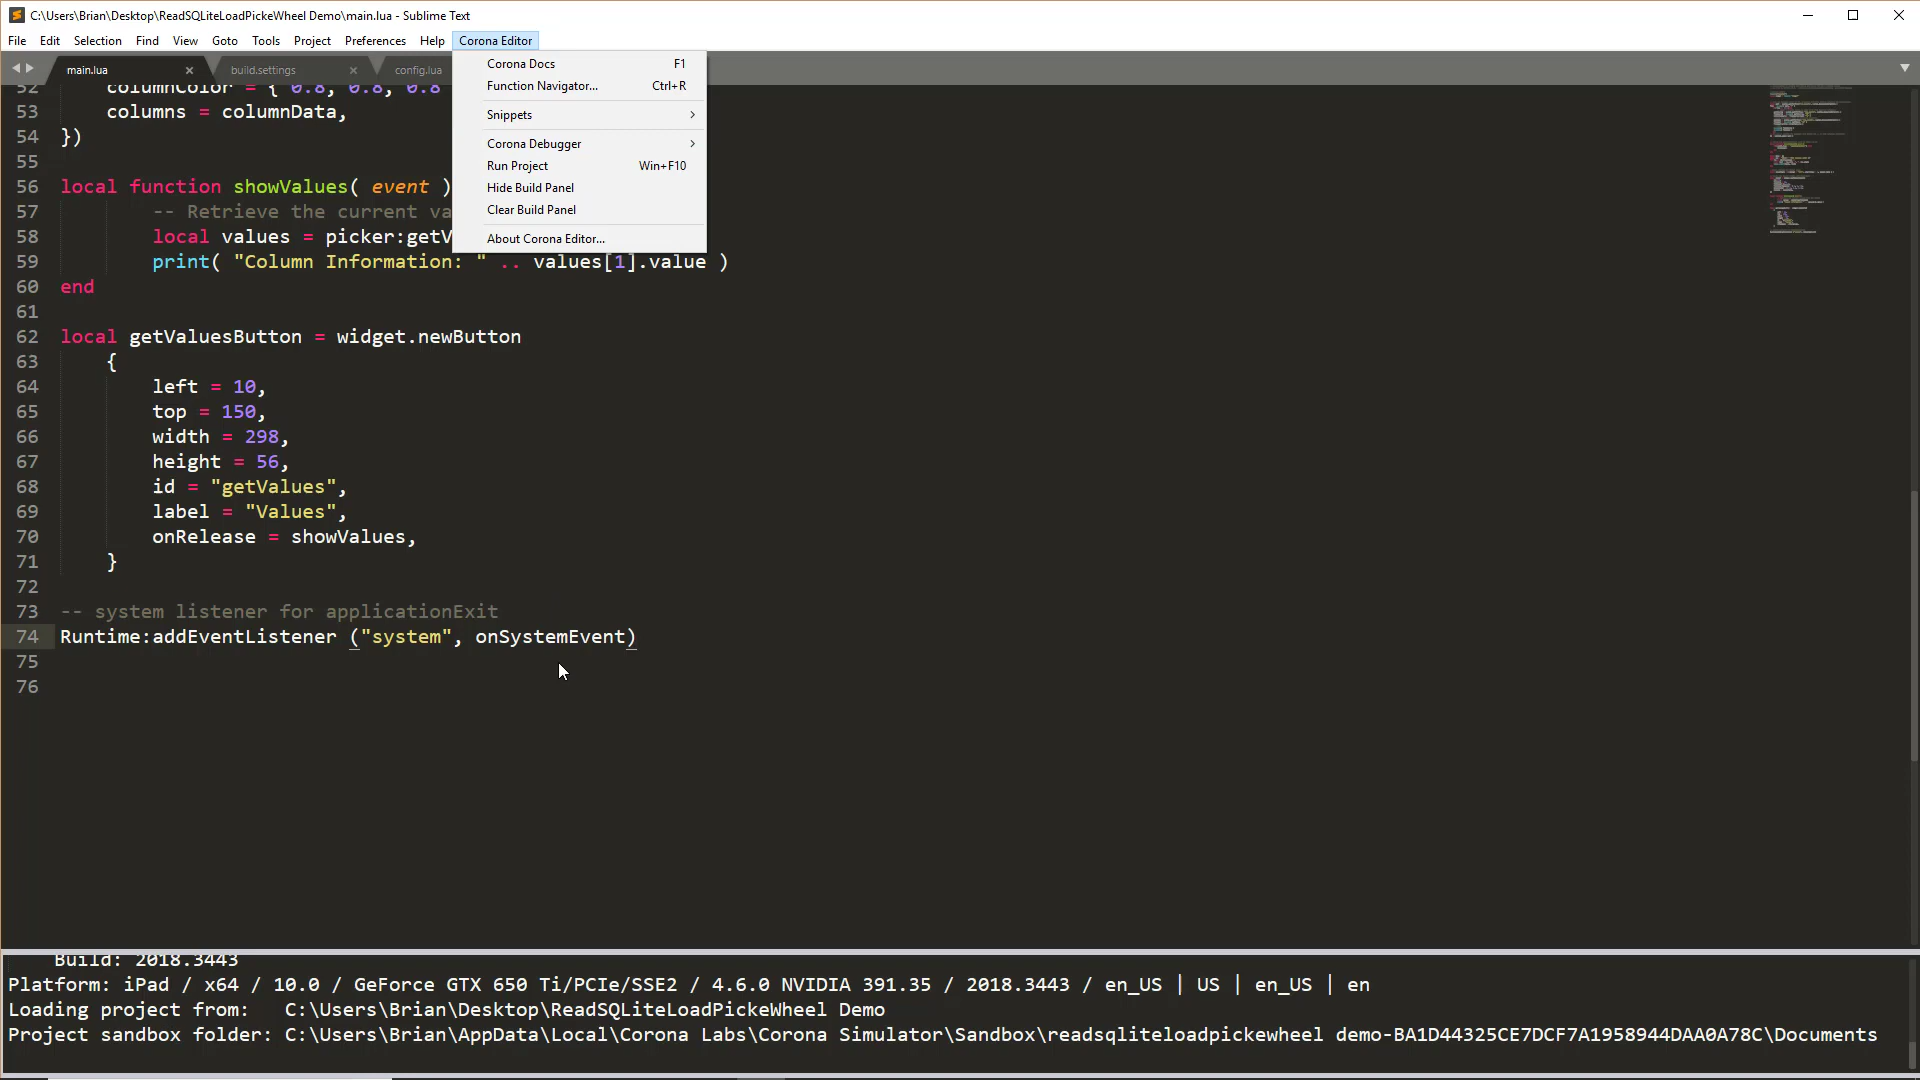 C:\Users\Brian\Desktop\ReadSQLiteLoadPickeWheel Demo\main.lua - Sublime Text
File Edit Selection Find View Goto Tools Project Preferences Help Corona Editor
main.lua × build.settings × config.lua
Corona Docs F1
Function Navigator... Ctrl+R
Snippets
Corona Debugger
Run Project Win+F10
Hide Build Panel
Clear Build Panel
About Corona Editor...
52 columnColor = { 0.8, 0.8, 0.8
53 columns = columnData,
54 })
55
56 local function showValues( event )
57 -- Retrieve the current va
58 local values = picker:getV
59 print( "Column Information: " .. values[1].value )
60 end
61
62 local getValuesButton = widget.newButton
63 {
64 left = 10,
65 top = 150,
66 width = 298,
67 height = 56,
68 id = "getValues",
69 label = "Values",
70 onRelease = showValues,
71 }
72
73 -- system listener for applicationExit
74 Runtime:addEventListener ("system", onSystemEvent)
75
76
Build: 2018.3443
Platform: iPad / x64 / 10.0 / GeForce GTX 650 Ti/PCIe/SSE2 / 4.6.0 NVIDIA 391.35 / 2018.3443 / en_US | US | en_US | en
Loading project from: C:\Users\Brian\Desktop\ReadSQLiteLoadPickeWheel Demo
Project sandbox folder: C:\Users\Brian\AppData\Local\Corona Labs\Corona Simulator\Sandbox\readsqliteloadpickewheel demo-BA1D44325CE7DCF7A1958944DAA0A78C\Documents